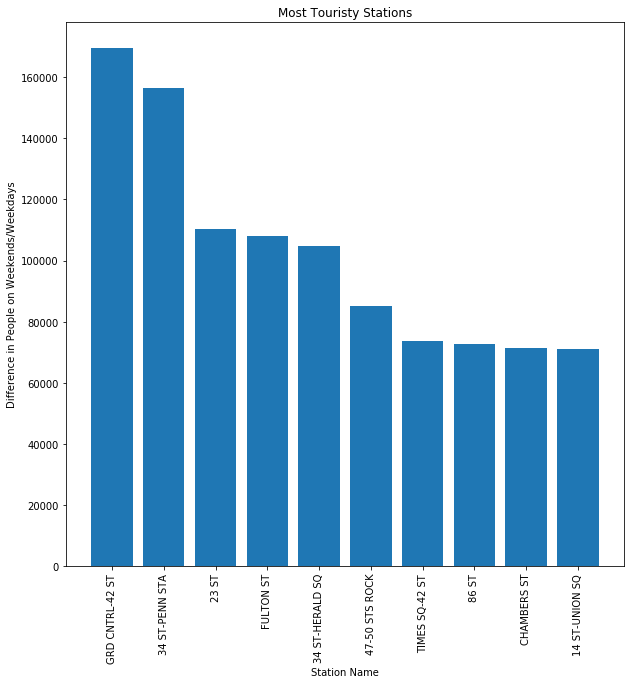 Most Touristy Stations
Difference in People on Weekends/Weekdays
160000
140000
120000
100000
80000
60000
40000
20000
0
GRD CNTRL-42 ST
34 ST-PENN STA
23 ST
FULTON ST
34 ST-HERALD SQ
47-50 STS ROCK
TIMES SQ-42 ST
86 ST
CHAMBERS ST
14 ST-UNION SQ
Station Name